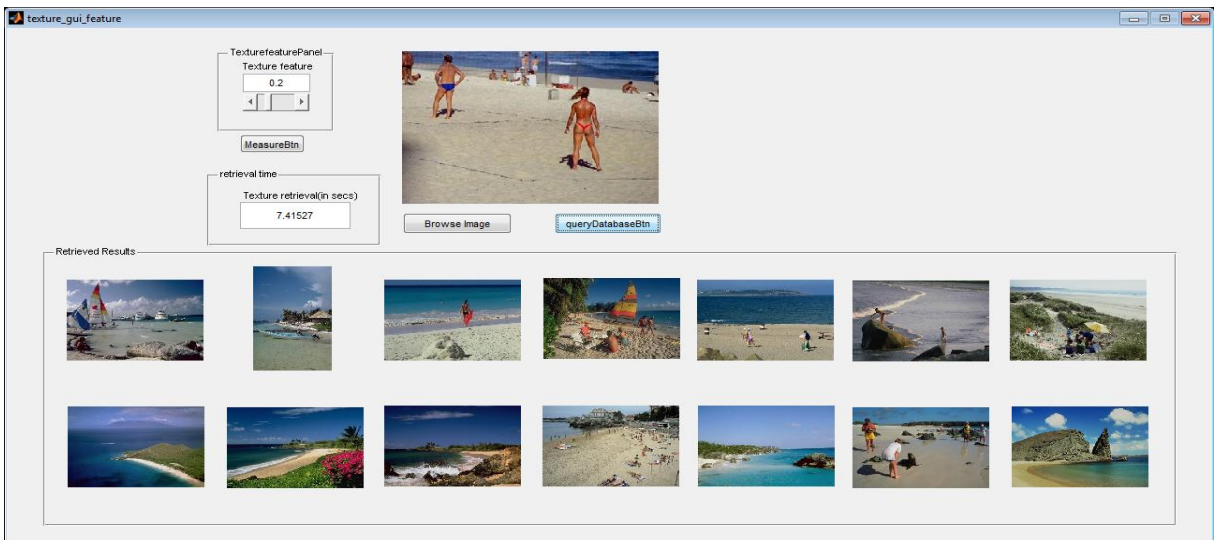 texture_gui_feature
TexturefeaturePanel
Texture feature
0.2
MeasureBtn
retrieval time
Texture retrieval(in secs)
7.41527
Browse Image
queryDatabaseBtn
Retrieved Results